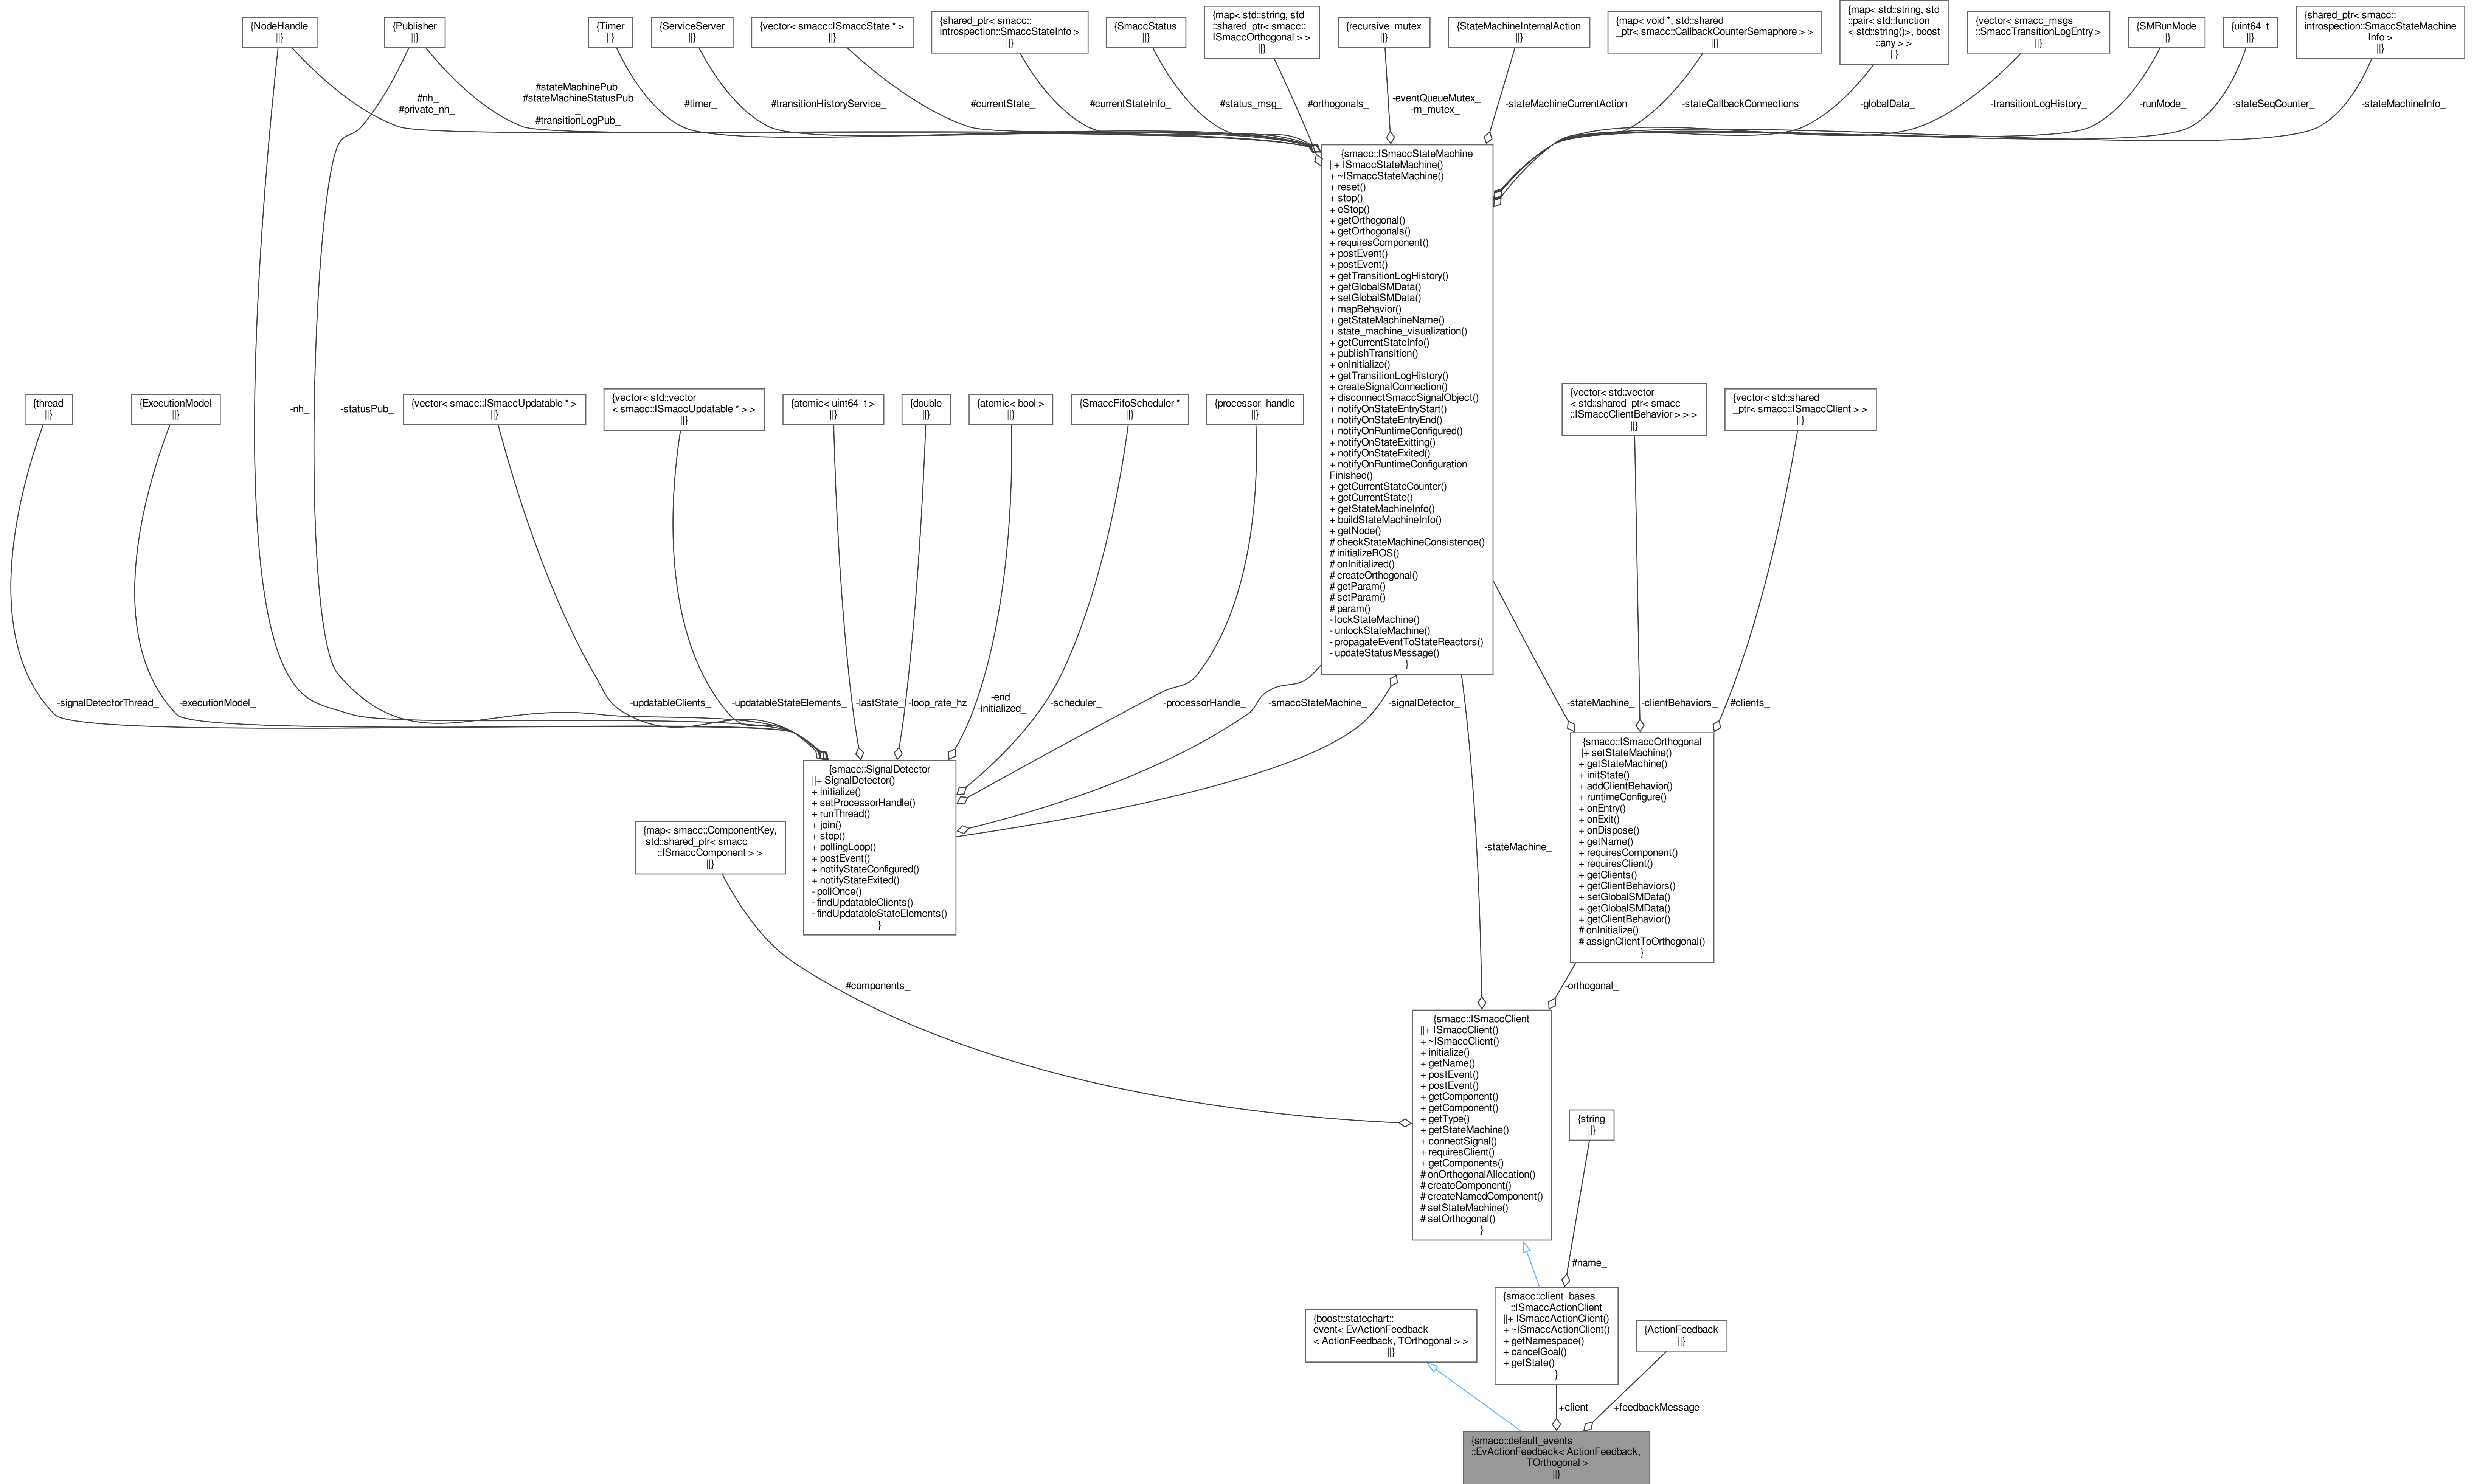 {NodeHandle
||}
{Publisher
||}
{Timer
||}
{ServiceServer
||}
{vector< smacc::ISmaccState * >
||}
{shared_ptr< smacc::
introspection::SmaccStateInfo >
||}
{SmaccStatus
||}
{map< std::string, std
::shared_ptr< smacc::
ISmaccOrthogonal > >
||}
{recursive_mutex
||}
{StateMachineInternalAction
||}
{map< void *, std::shared
_ptr< smacc::CallbackCounterSemaphore > >
||}
{map< std::string, std
::pair< std::function
< std::string()>, boost
::any > >
||}
{vector< smacc_msgs
::SmaccTransitionLogEntry >
||}
{SMRunMode
||}
{uint64_t
||}
{shared_ptr< smacc::
introspection::SmaccStateMachine
Info >
||}
#nh_
#private_nh_
#stateMachinePub_
#stateMachineStatusPub
_
#transitionLogPub_
#timer_
#transitionHistoryService_
#currentState_
#currentStateInfo_
#status_msg_
#orthogonals_
-eventQueueMutex_
-m_mutex_
-stateMachineCurrentAction
-stateCallbackConnections
-globalData_
-transitionLogHistory_
-runMode_
-stateSeqCounter_
-stateMachineInfo_
{smacc::ISmaccStateMachine
||+ ISmaccStateMachine()
+ ~ISmaccStateMachine()
+ reset()
+ stop()
+ eStop()
+ getOrthogonal()
+ getOrthogonals()
+ requiresComponent()
+ postEvent()
+ postEvent()
+ getTransitionLogHistory()
+ getGlobalSMData()
+ setGlobalSMData()
+ mapBehavior()
+ getStateMachineName()
+ state_machine_visualization()
+ getCurrentStateInfo()
+ publishTransition()
+ onInitialize()
+ getTransitionLogHistory()
+ createSignalConnection()
+ disconnectSmaccSignalObject()
+ notifyOnStateEntryStart()
+ notifyOnStateEntryEnd()
+ notifyOnRuntimeConfigured()
+ notifyOnStateExitting()
+ notifyOnStateExited()
+ notifyOnRuntimeConfiguration
Finished()
+ getCurrentStateCounter()
+ getCurrentState()
+ getStateMachineInfo()
+ buildStateMachineInfo()
+ getNode()
# checkStateMachineConsistence()
# initializeROS()
# onInitialized()
# createOrthogonal()
# getParam()
# setParam()
# param()
- lockStateMachine()
- unlockStateMachine()
- propagateEventToStateReactors()
- updateStatusMessage()
}
{thread
||}
{ExecutionModel
||}
-nh_
-statusPub_
{vector< smacc::ISmaccUpdatable * >
||}
{vector< std::vector
< smacc::ISmaccUpdatable * > >
||}
{atomic< uint64_t >
||}
{double
||}
{atomic< bool >
||}
{SmaccFifoScheduler *
||}
{processor_handle
||}
{vector< std::vector
< std::shared_ptr< smacc
::ISmaccClientBehavior > > >
||}
{vector< std::shared
_ptr< smacc::ISmaccClient > >
||}
-signalDetectorThread_
-executionModel_
-updatableClients_
-updatableStateElements_
-lastState_
-loop_rate_hz
-end_
-initialized_
-scheduler_
-processorHandle_
-smaccStateMachine_
-signalDetector_
-stateMachine_
-clientBehaviors_
#clients_
{smacc::SignalDetector
||+ SignalDetector()
+ initialize()
+ setProcessorHandle()
+ runThread()
+ join()
+ stop()
+ pollingLoop()
+ postEvent()
+ notifyStateConfigured()
+ notifyStateExited()
- pollOnce()
- findUpdatableClients()
- findUpdatableStateElements()
}
{smacc::ISmaccOrthogonal
||+ setStateMachine()
+ getStateMachine()
+ initState()
+ addClientBehavior()
+ runtimeConfigure()
+ onEntry()
+ onExit()
+ onDispose()
+ getName()
+ requiresComponent()
+ requiresClient()
+ getClients()
+ getClientBehaviors()
+ setGlobalSMData()
+ getGlobalSMData()
+ getClientBehavior()
# onInitialize()
# assignClientToOrthogonal()
}
{map< smacc::ComponentKey,
std::shared_ptr< smacc
::ISmaccComponent > >
||}
-stateMachine_
#components_
-orthogonal_
{smacc::ISmaccClient
||+ ISmaccClient()
+ ~ISmaccClient()
+ initialize()
+ getName()
+ postEvent()
+ postEvent()
+ getComponent()
+ getComponent()
+ getType()
+ getStateMachine()
+ connectSignal()
+ requiresClient()
+ getComponents()
# onOrthogonalAllocation()
# createComponent()
# createNamedComponent()
# setStateMachine()
# setOrthogonal()
}
{string
||}
#name_
{boost::statechart::
event< EvActionFeedback
< ActionFeedback, TOrthogonal > >
||}
{smacc::client_bases
::ISmaccActionClient
||+ ISmaccActionClient()
+ ~ISmaccActionClient()
+ getNamespace()
+ cancelGoal()
+ getState()
}
{ActionFeedback
||}
+client
+feedbackMessage
{smacc::default_events
::EvActionFeedback< ActionFeedback,
TOrthogonal >
||}